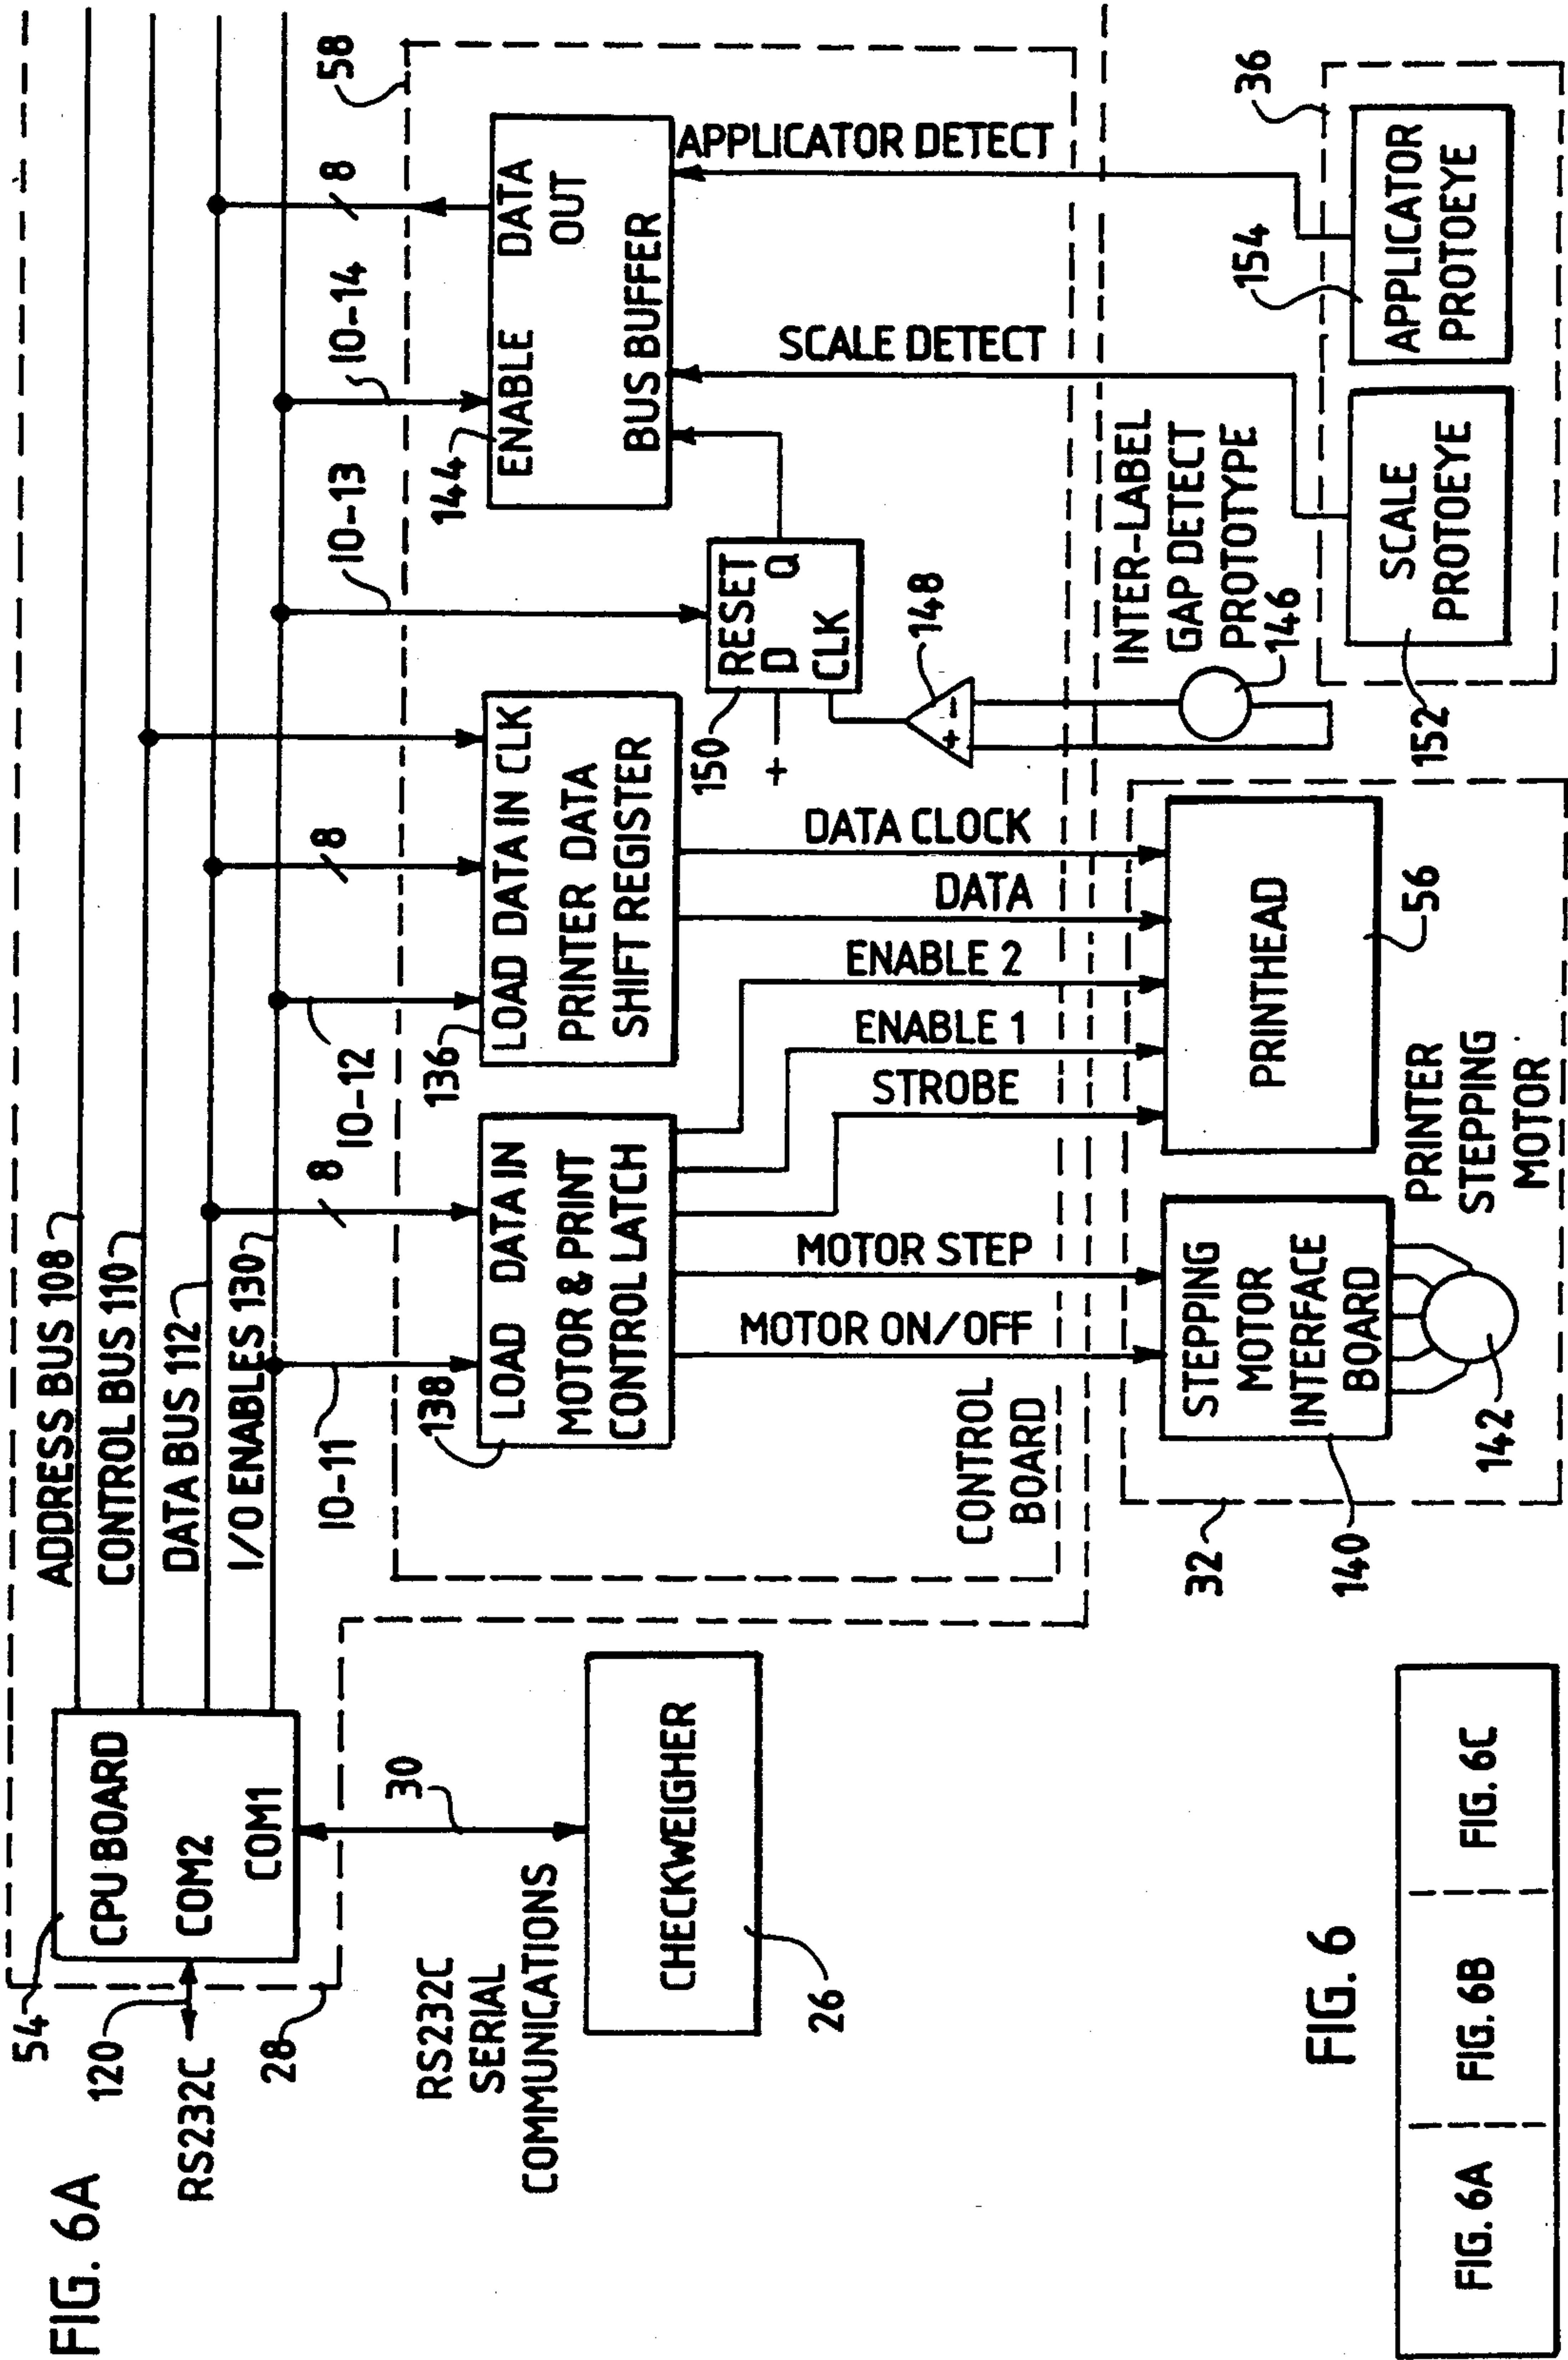 FIG. 6A
54
CPU BOARD
COM2
COM1
120
RS232C
28
RS232C
SERIAL
COMMUNICATIONS
30
CHECKWEIGHER
26
ADDRESS BUS 108
CONTROL BUS 110
DATA BUS 112
I/O ENABLES 130
IO-11
8
IO-12
8
IO-13
IO-14
8
58
138
LOAD DATA IN
MOTOR & PRINT
CONTROL LATCH
136
LOAD DATA IN CLK
PRINTER DATA
SHIFT REGISTER
150
RESET
D Q
CLK
+
144
ENABLE DATA
OUT
BUS BUFFER
148
+ -
CONTROL
BOARD
MOTOR ON/OFF
MOTOR STEP
STROBE
ENABLE 1
ENABLE 2
DATA
DATA CLOCK
SCALE DETECT
APPLICATOR DETECT
INTER-LABEL
GAP DETECT
PROTOTYPE
146
32
140
STEPPING
MOTOR
INTERFACE
BOARD
142
PRINTER
STEPPING
MOTOR
PRINTHEAD
56
152
SCALE
PROTOEYE
154
APPLICATOR
PROTOEYE
36
FIG. 6
FIG. 6A
FIG. 6B
FIG. 6C